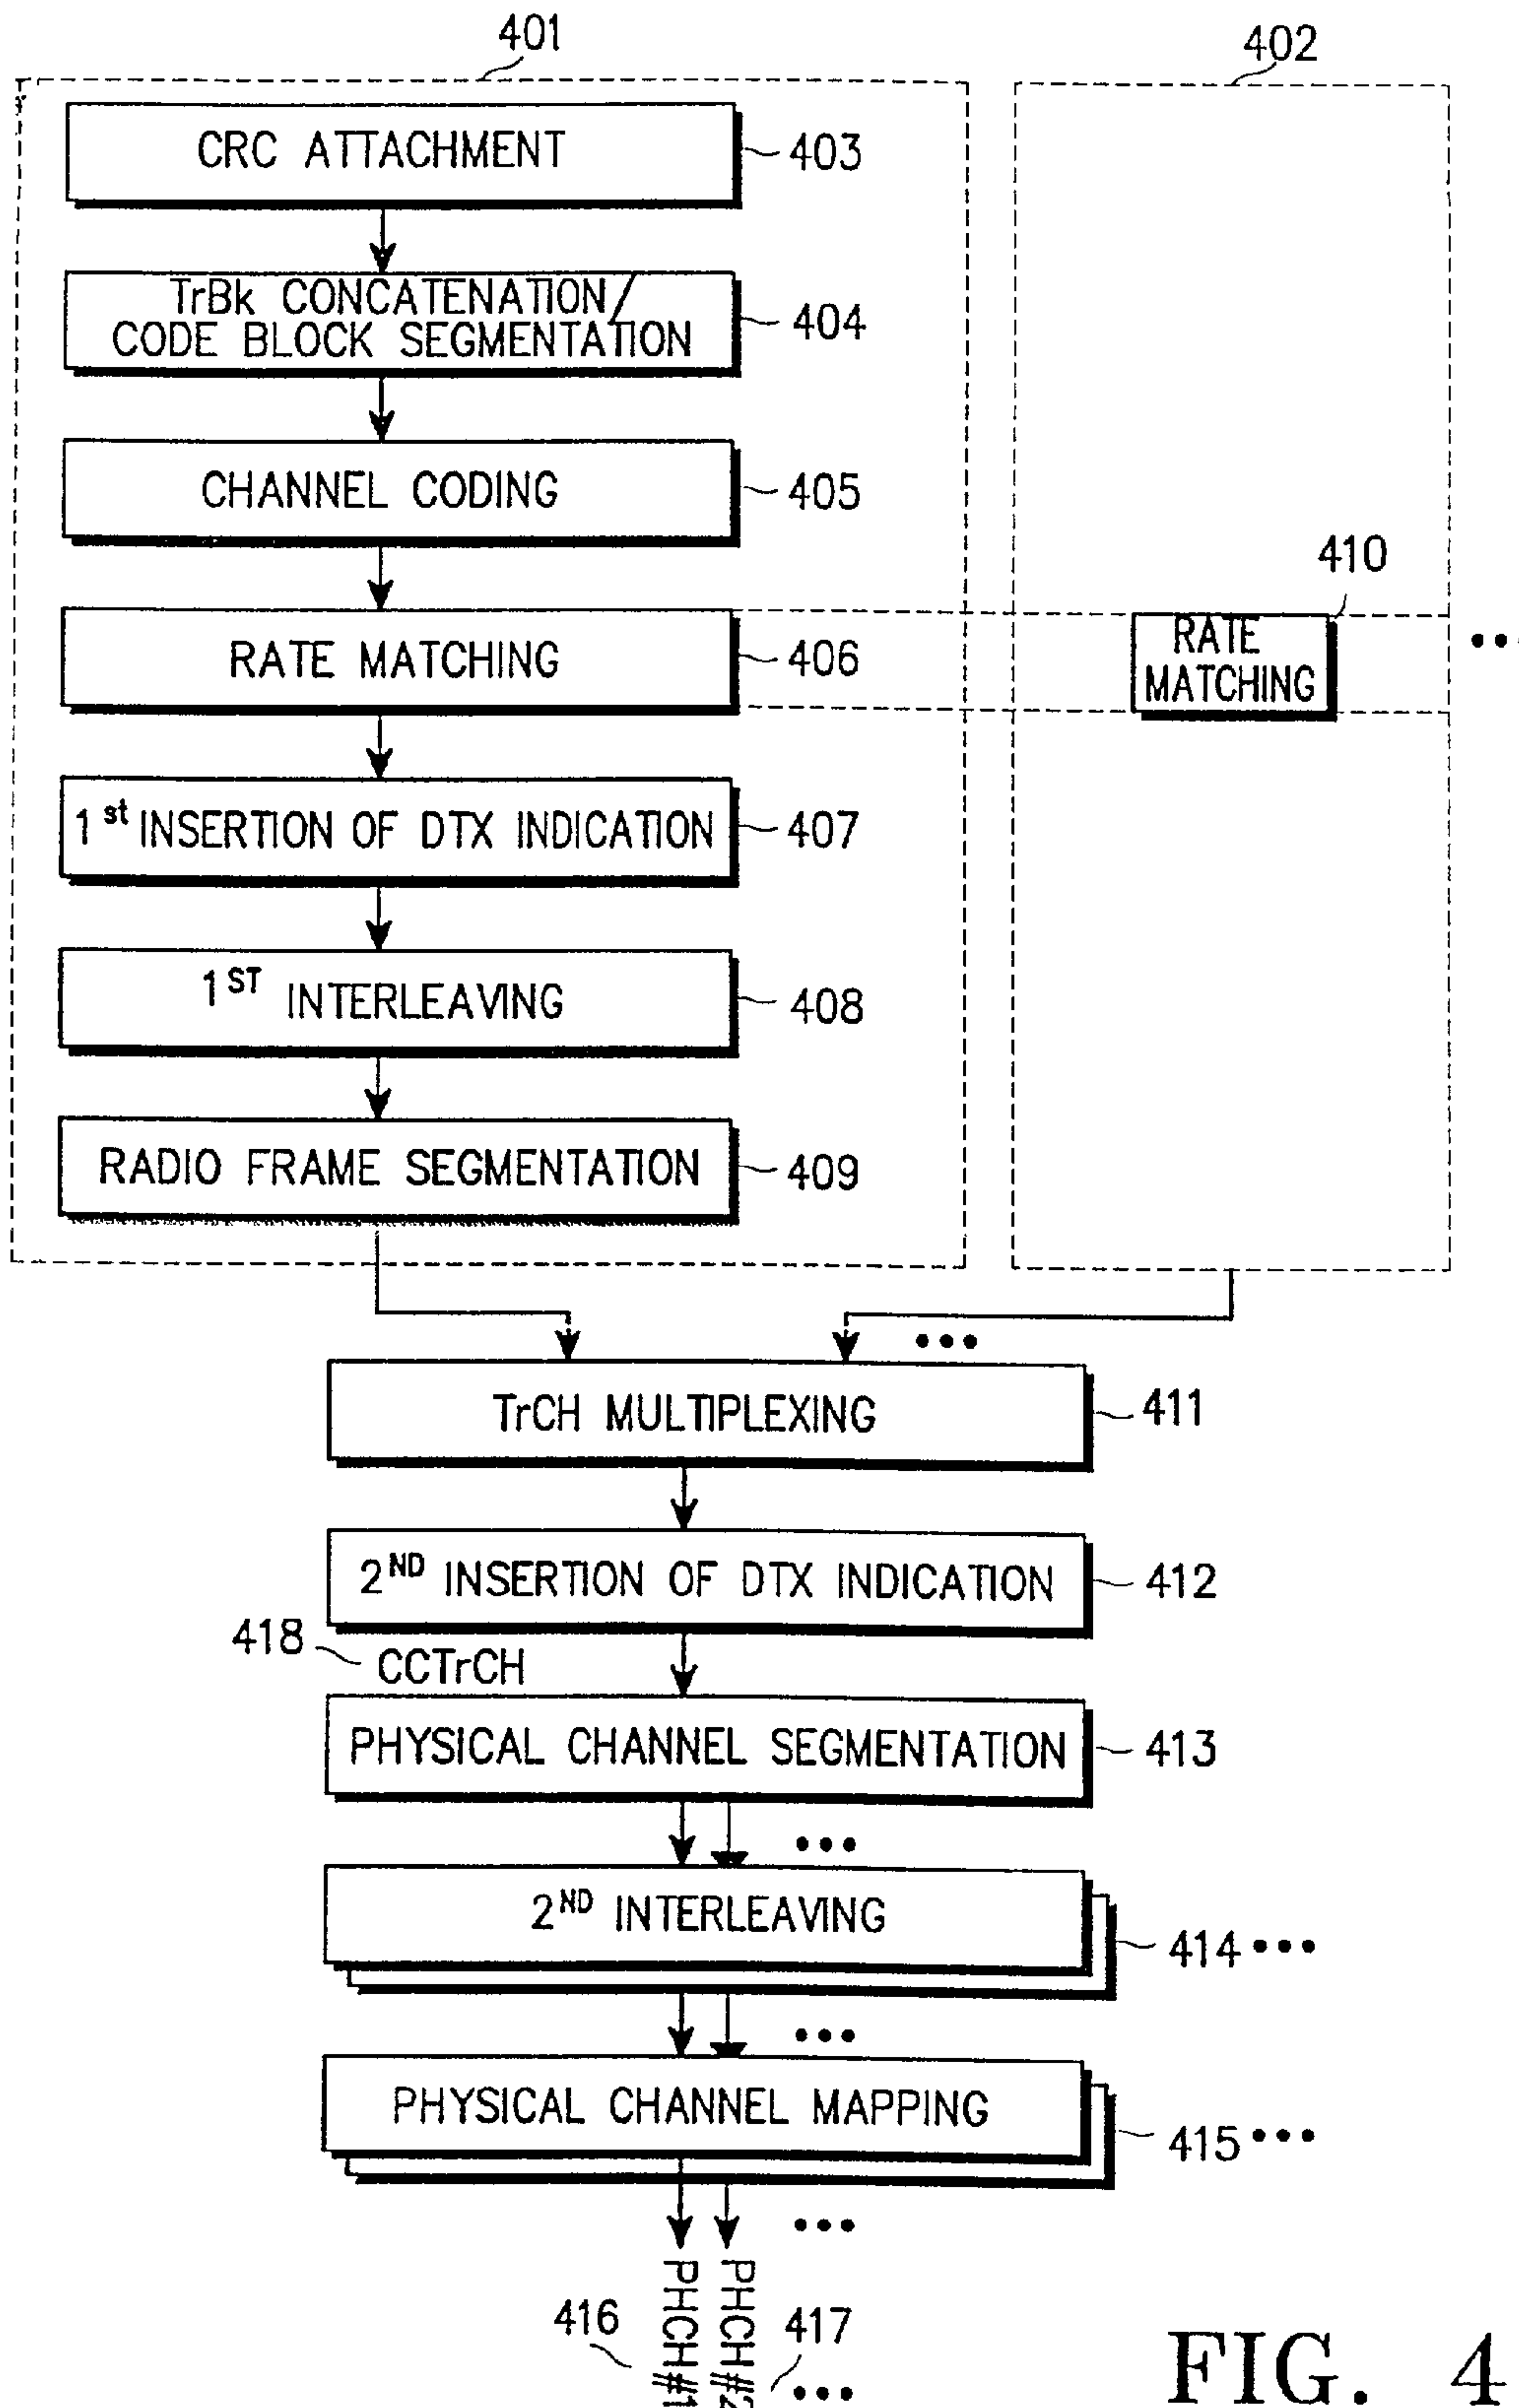 401
402
CRC ATTACHMENT
403
TrBk CONCATENATION/
CODE BLOCK SEGMENTATION
404
CHANNEL CODING
405
410
RATE MATCHING
406
RATE
MATCHING
1st INSERTION OF DTX INDICATION
407
1ST INTERLEAVING
408
RADIO FRAME SEGMENTATION
409
TrCH MULTIPLEXING
411
2ND INSERTION OF DTX INDICATION
412
418
CCTrCH
PHYSICAL CHANNEL SEGMENTATION
413
2ND INTERLEAVING
414
PHYSICAL CHANNEL MAPPING
415
416
PHCH #1
PHCH #2
417
FIG. 4